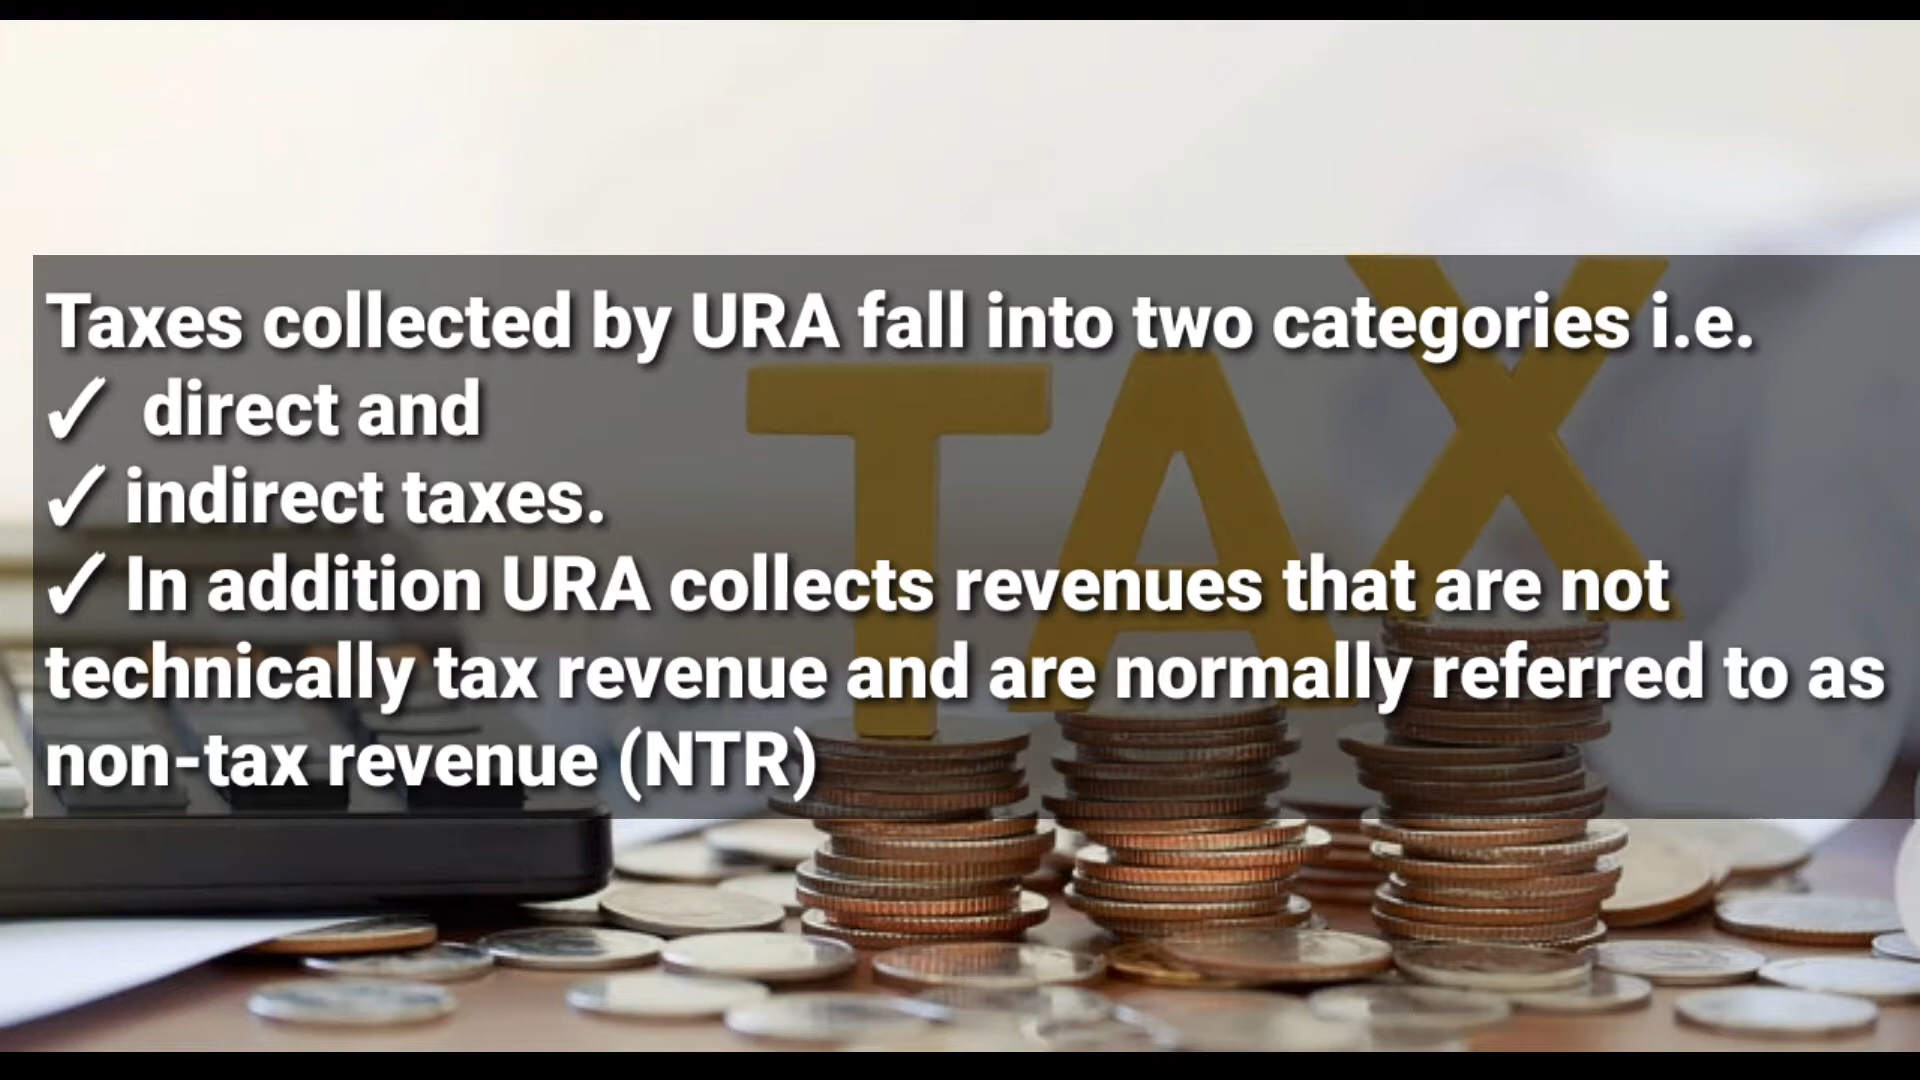 Taxes collected by URA fall into two categories i.e.
✓ direct and
✓ indirect taxes.
✓ In addition URA collects revenues that are not
technically tax revenue and are normally referred to as
non-tax revenue (NTR)
TAX